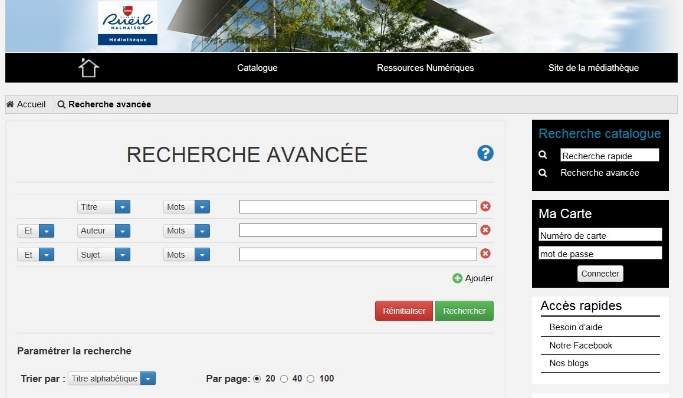 Rueil
MALMAISON
Médiathèque
Catalogue
Ressources Numériques
Site de la médiathèque
Accueil
Recherche avancée
RECHERCHE AVANCÉE
?
Titre Mots
Et Auteur Mots
Et Sujet Mots
Ajouter
Réinitialiser Rechercher
Paramétrer la recherche
Trier par : Titre alphabétique Par page: 20 40 100
Recherche catalogue
Recherche rapide
Recherche avancée
Ma Carte
Numéro de carte
mot de passe
Connecter
Accès rapides
Besoin d'aide
Notre Facebook
Nos blogs